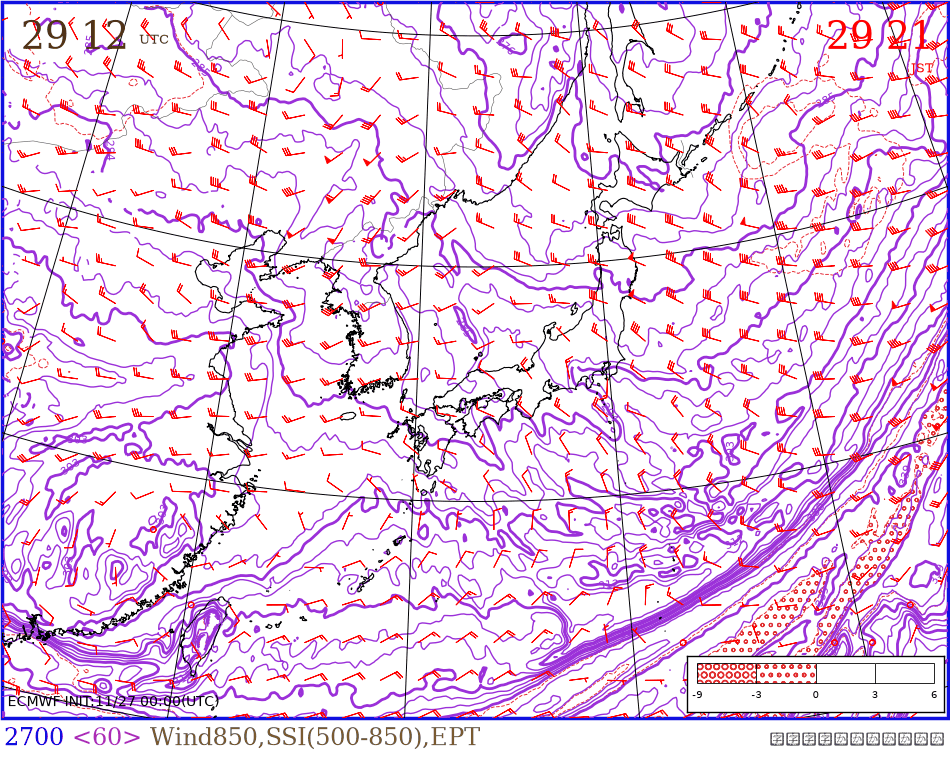 29 12 UTC
29 21
JST
-9 -3 0 3 6
ECMWF INIT:11/27 00:00(UTC)
2700 <60> Wind850,SSI(500-850),EPT